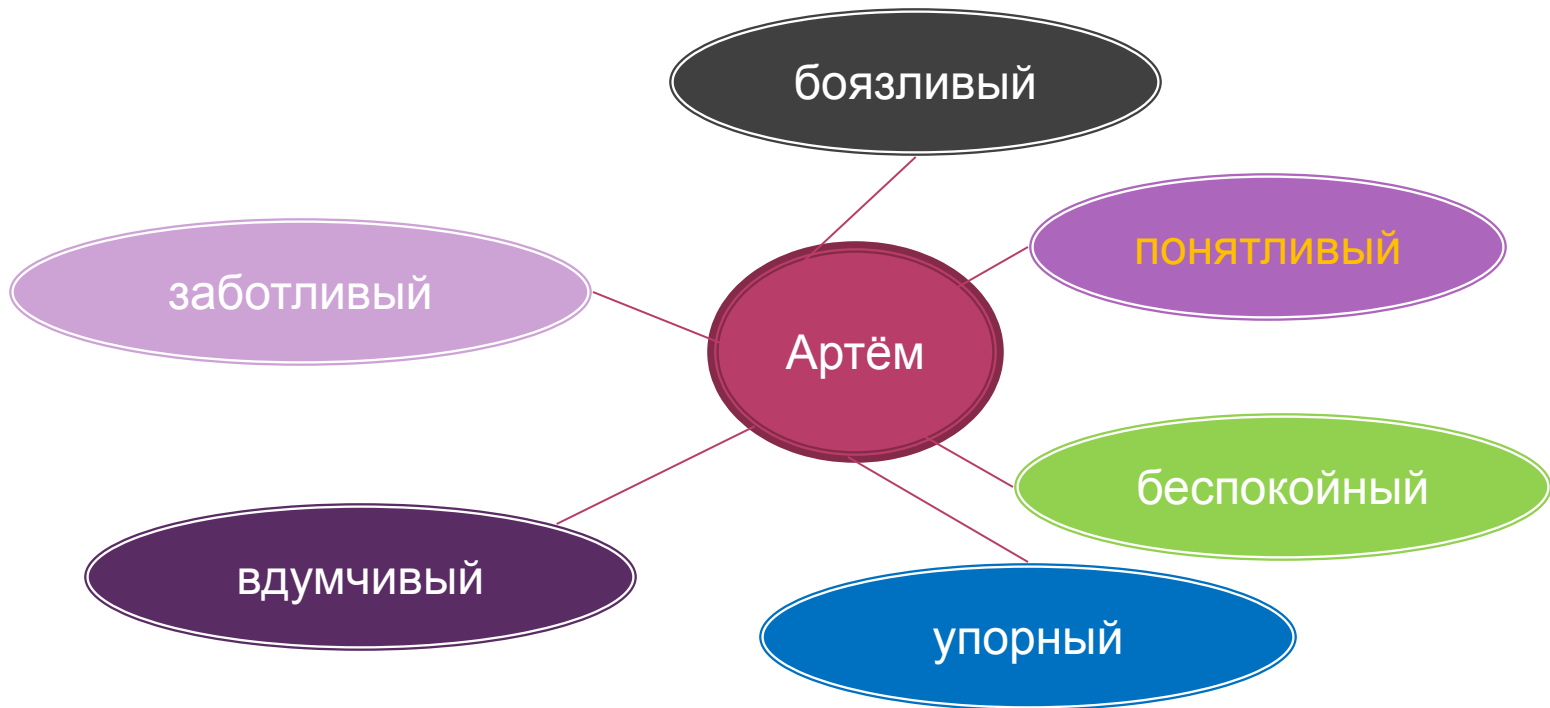 боязливый
понятливый
заботливый
Артём
беспокойный
вдумчивый
упорный